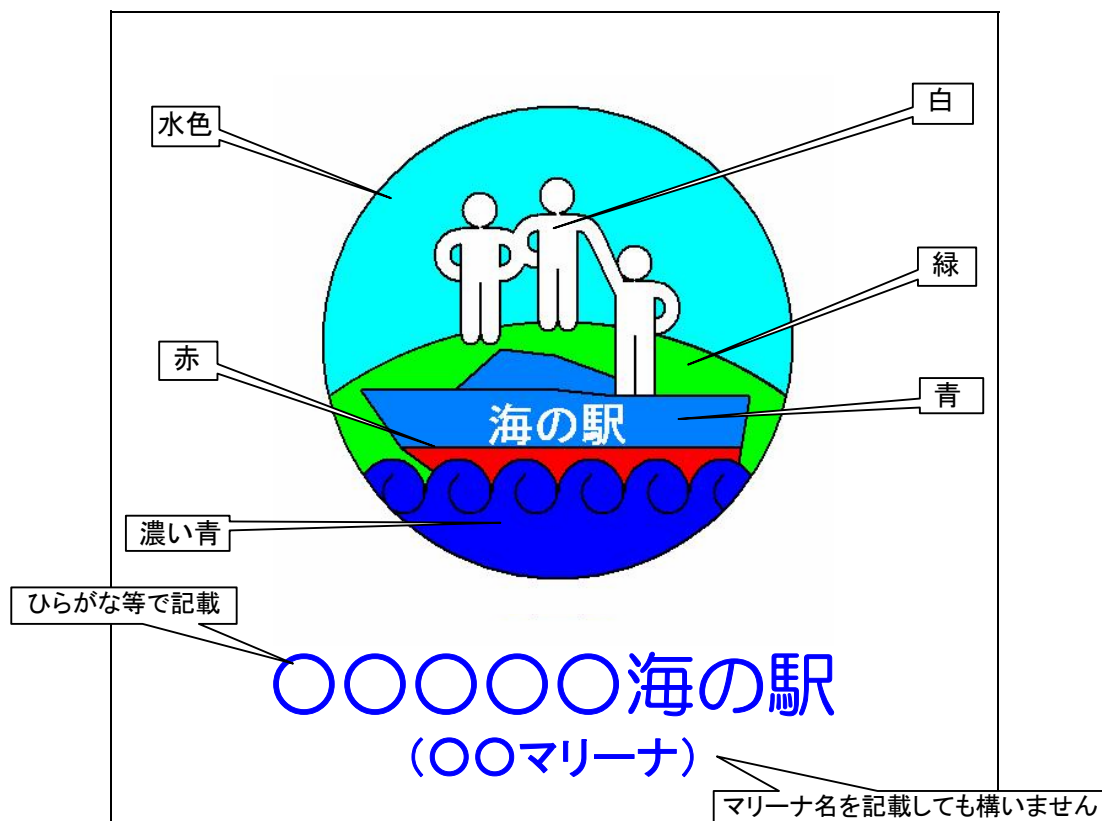 水色
白
緑
赤
青
海の駅
濃い青
ひらがな等で記載
○○○○○海の駅
(○○マリーナ)
マリーナ名を記載しても構いません